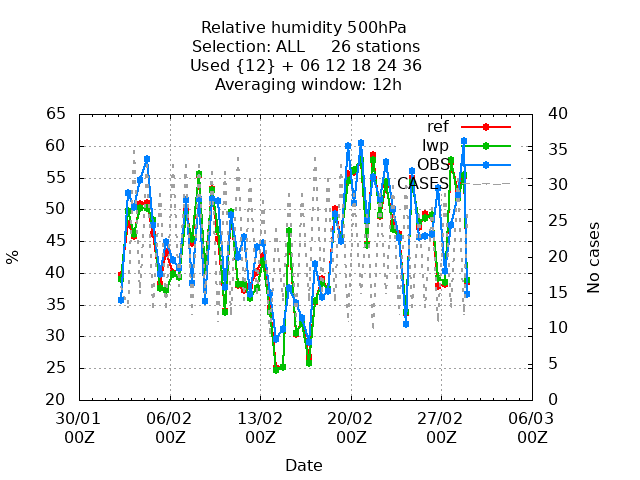 Relative humidity 500hPa
Selection: ALL     26 stations
Used {12} + 06 12 18 24 36
Averaging window: 12h
65 40
ref
60 35
lwp
55 OBS
CASES 30
50 25
45 20
%
No cases
40 15
35 10
30
25 5
20 0
30/01 06/02 13/02 20/02 27/02 06/03
00Z 00Z 00Z 00Z 00Z 00Z
Date